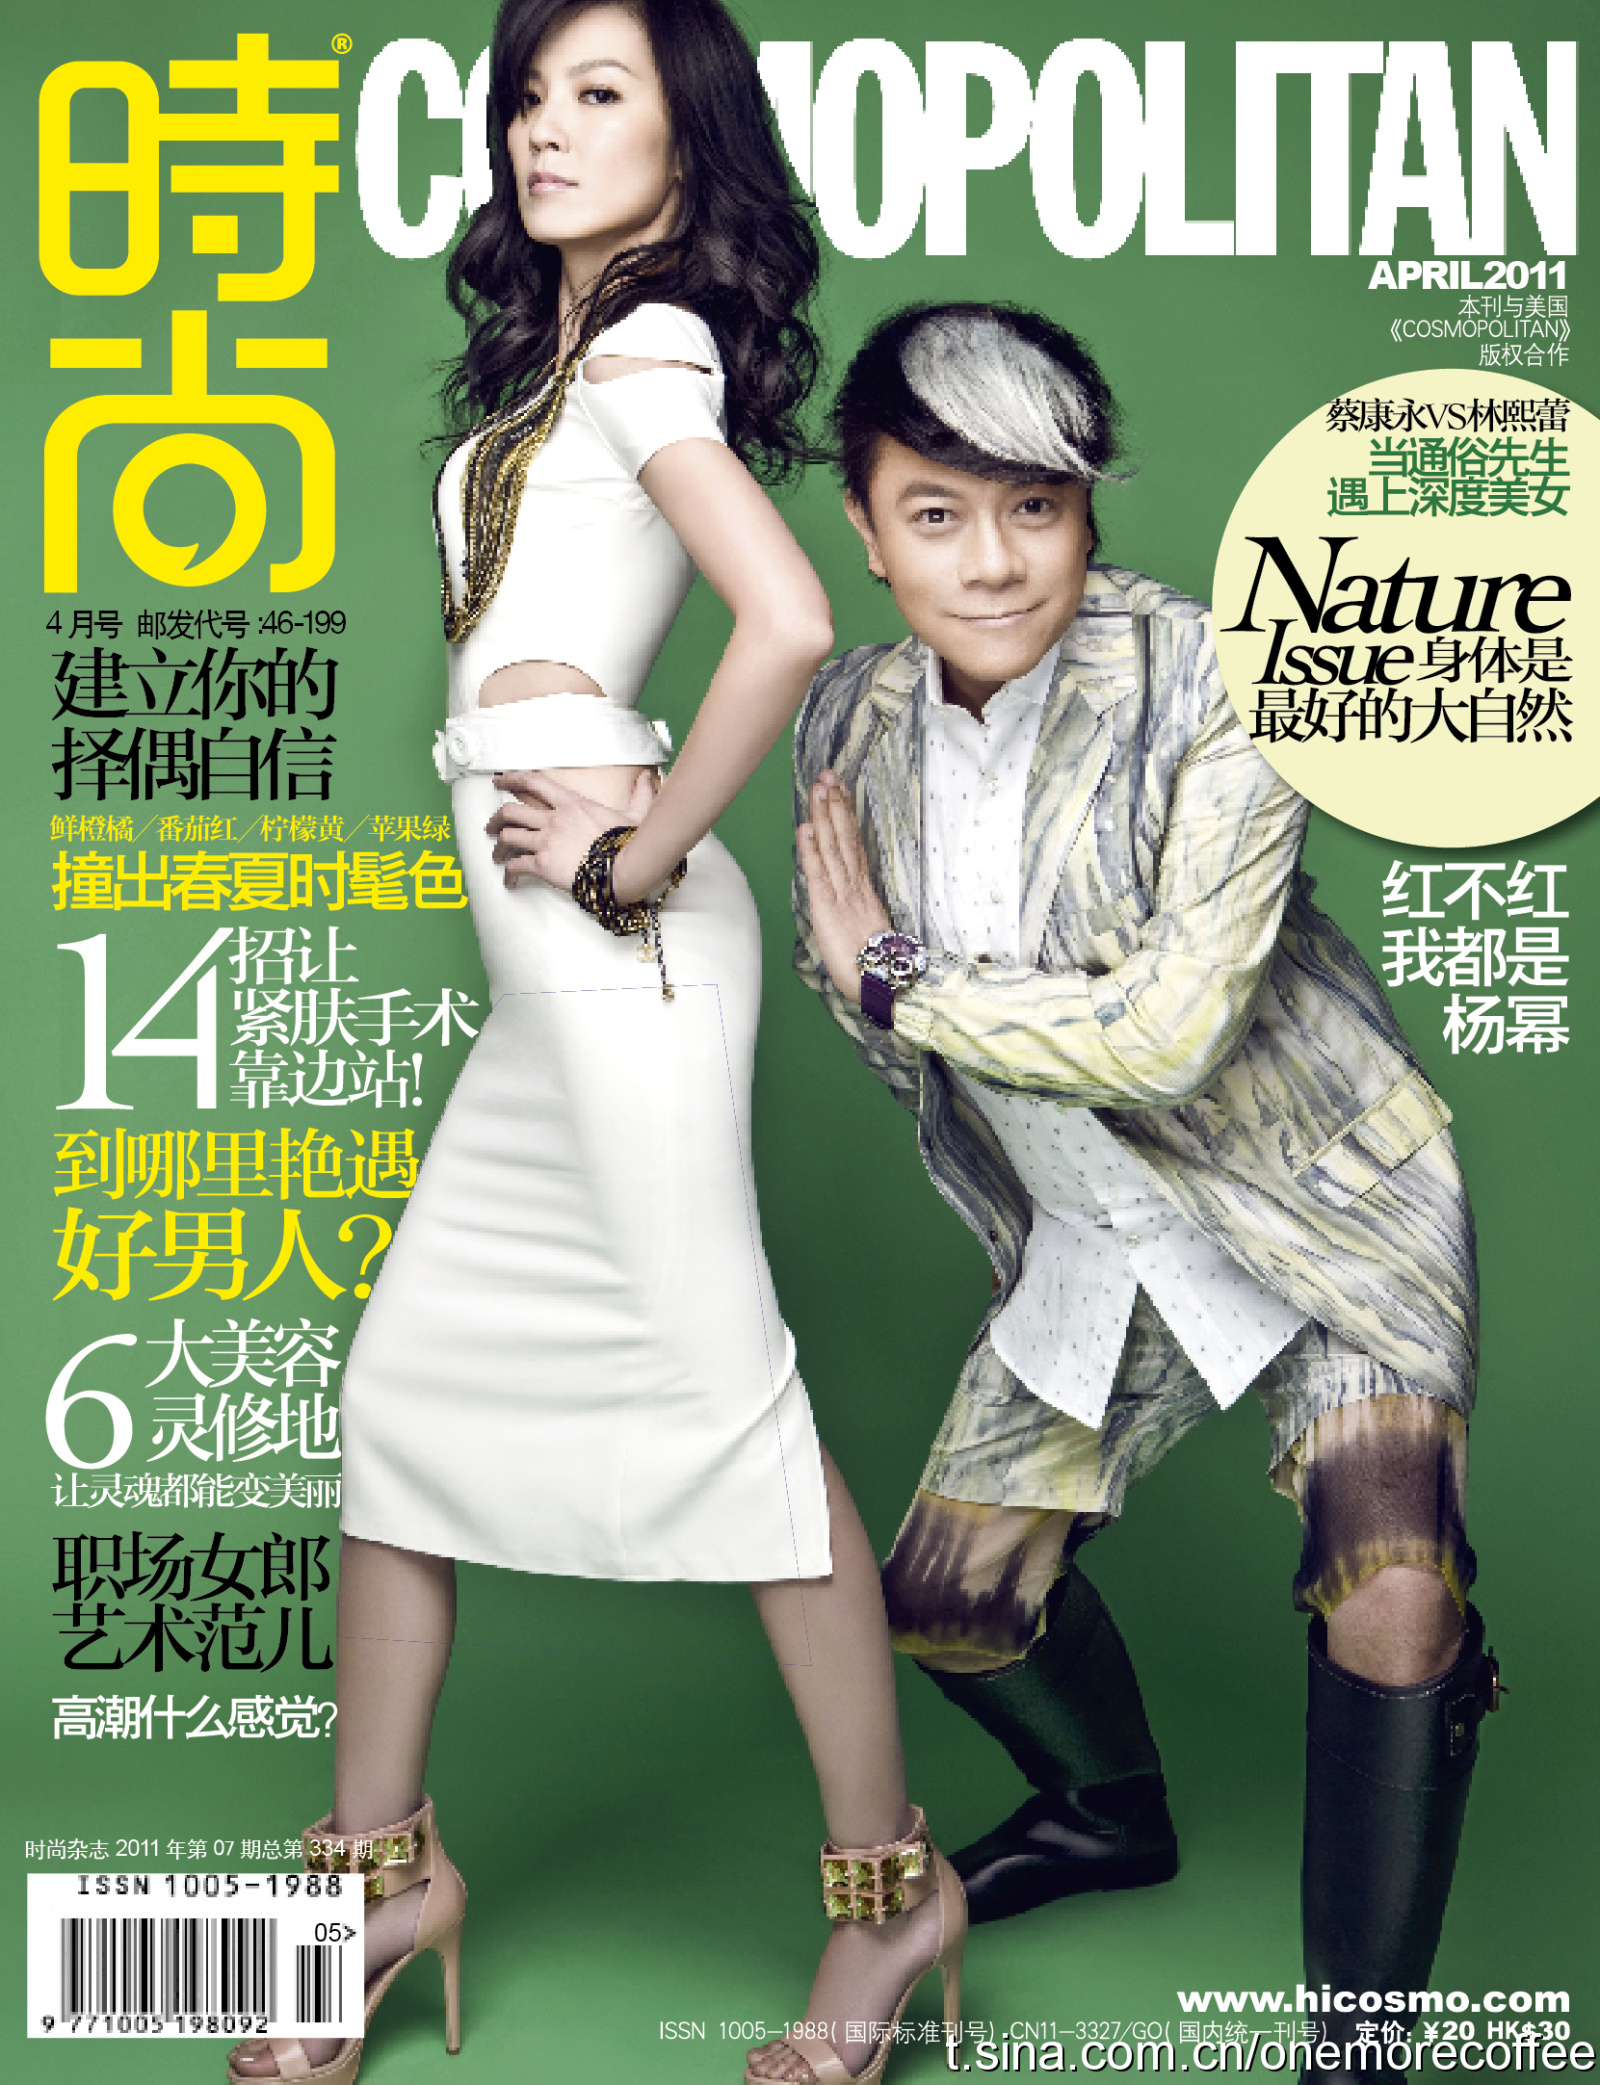 時尚®
COSMOPOLITAN
APRIL2011
本刊与美国
《COSMOPOLITAN》
版权合作
蔡康永VS林熙蕾
当通俗先生
遇上深度美女
Nature
Issue身体是
最好的大自然
红不红
我都是
杨幂
4月号 邮发代号:46-199
建立你的
择偶自信
鲜橙橘/番茄红/柠檬黄/苹果绿
撞出春夏时髦色
14招让
紧肤手术
靠边站!
到哪里艳遇
好男人?
6大美容
灵修地
让灵魂都能变美丽
职场女郎
艺术范儿
高潮什么感觉?
时尚杂志 2011 年第 07 期总第 334 期
ISSN 1005-1988
05>
9 771005 198092
www.hicosmo.com
ISSN 1005-1988(国际标准刊号) CN11-3327/GO(国内统一刊号) 定价: ¥20 HK$30
t.sina.com.cn/onemorecoffee